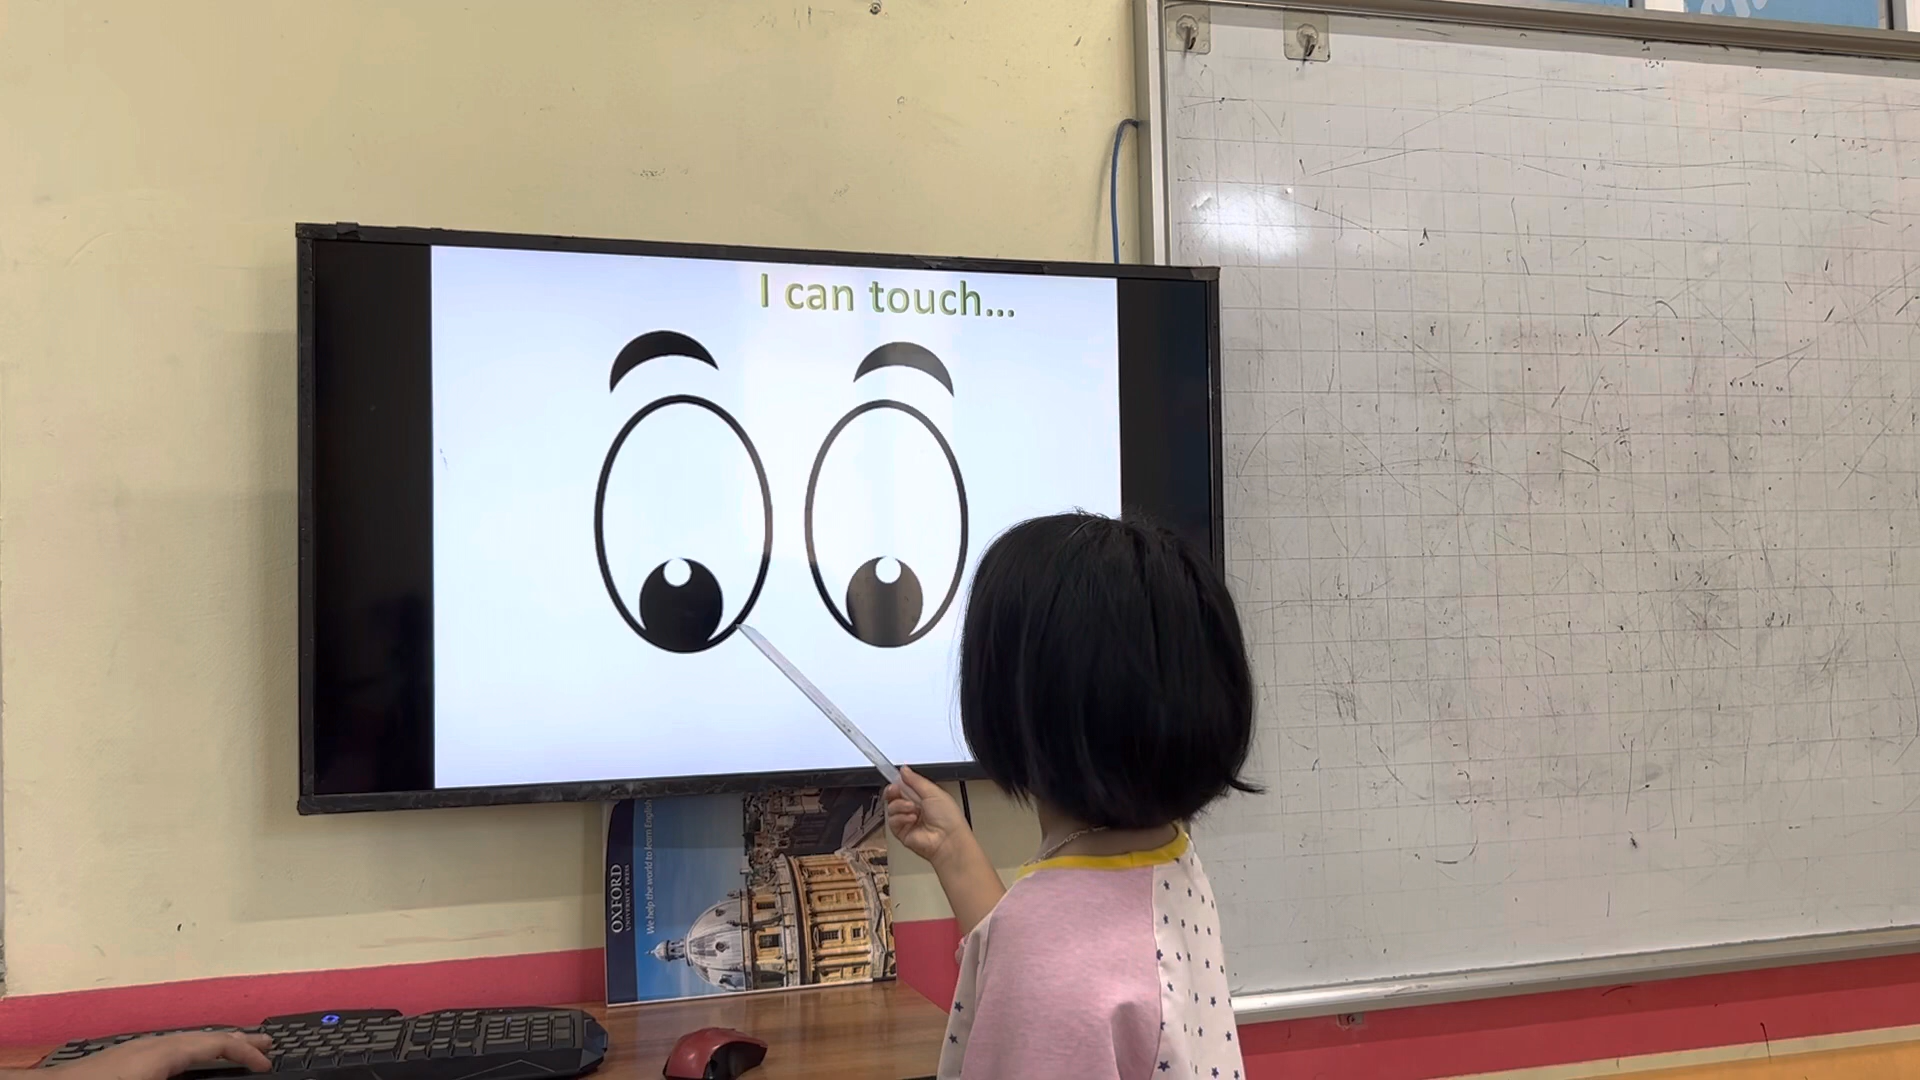 I can touch...
OXFORD
UNIVERSITY PRESS
We help the world to learn English